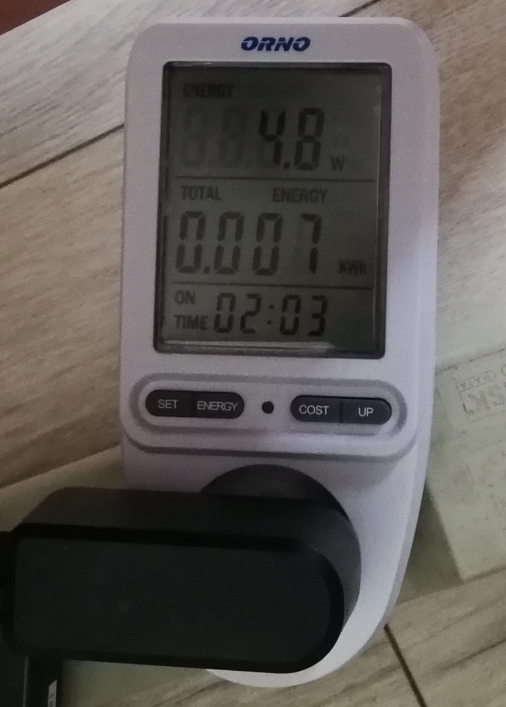 ORNO
ENERGY
4.8 W
TOTAL ENERGY
0.007 KWh
ON TIME 02:03
SET ENERGY COST UP